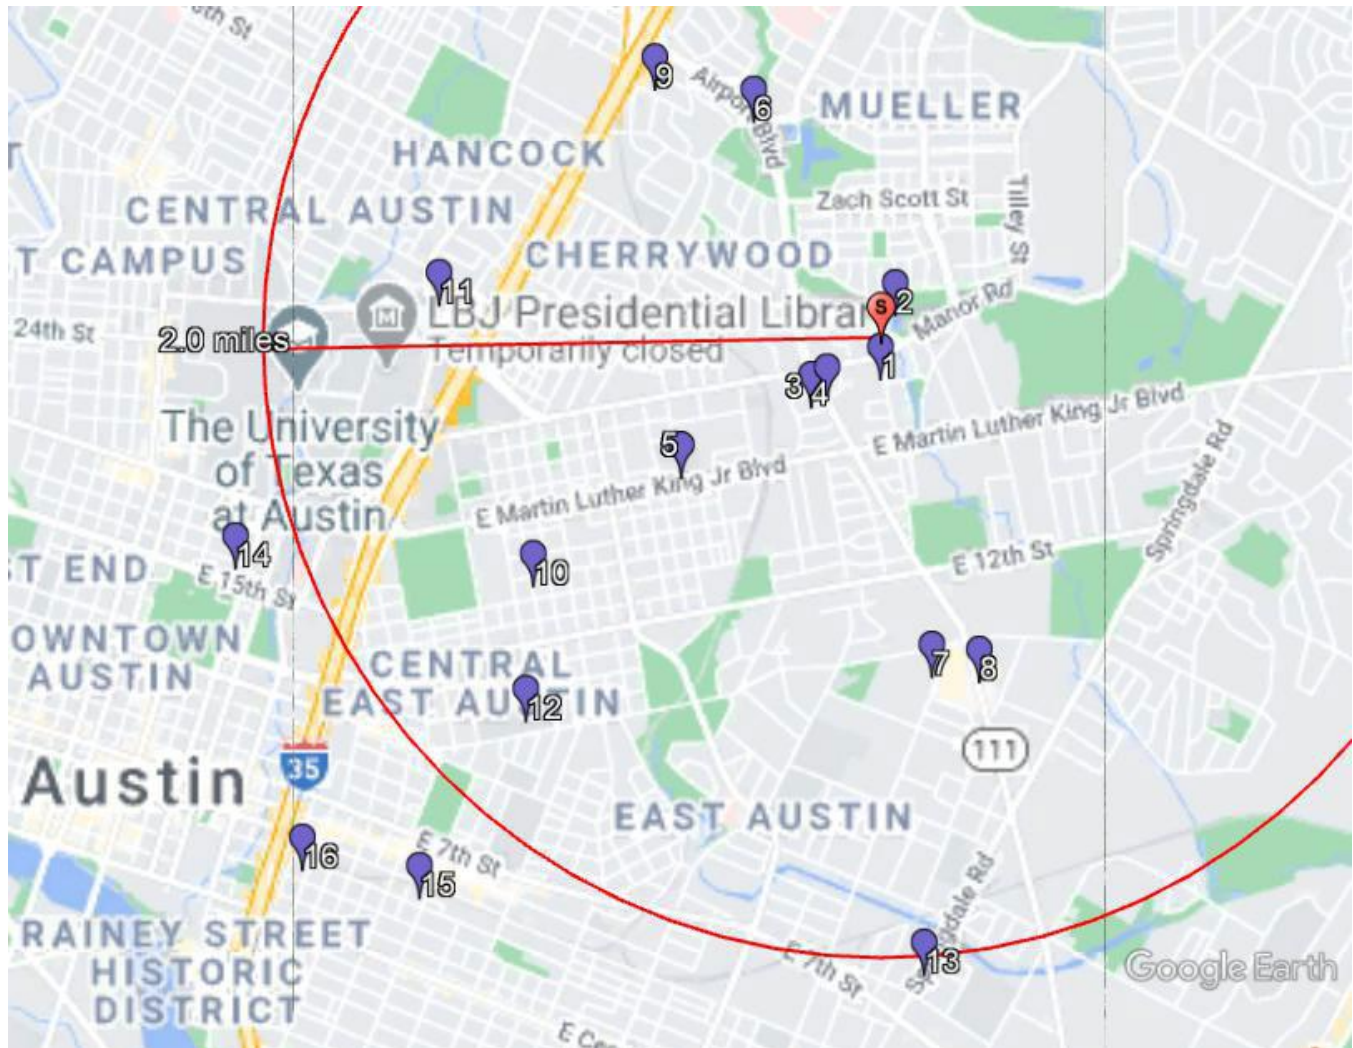 9
Airport Blvd
6
MUELLER
HANCOCK
Zach Scott St
Tilley St
CENTRAL AUSTIN
T CAMPUS
CHERRYWOOD
11
2
S
LBJ Presidential Librar
Manor Rd
24th St
2.0 miles
Temporarily closed
1
3
4
E Martin Luther King Jr Blvd
The University
of Texas
at Austin
5
E Martin Luther King Jr Blvd
Springdale Rd
14
E 12th St
ST END
E 15th St
10
OWNTOWN
AUSTIN
CENTRAL
EAST AUSTIN
7
8
12
111
35
Austin
EAST AUSTIN
16
E 7th St
15
Springdale Rd
RAINEY STREET
HISTORIC
DISTRICT
E 7th St
13
Google Earth
E Ce